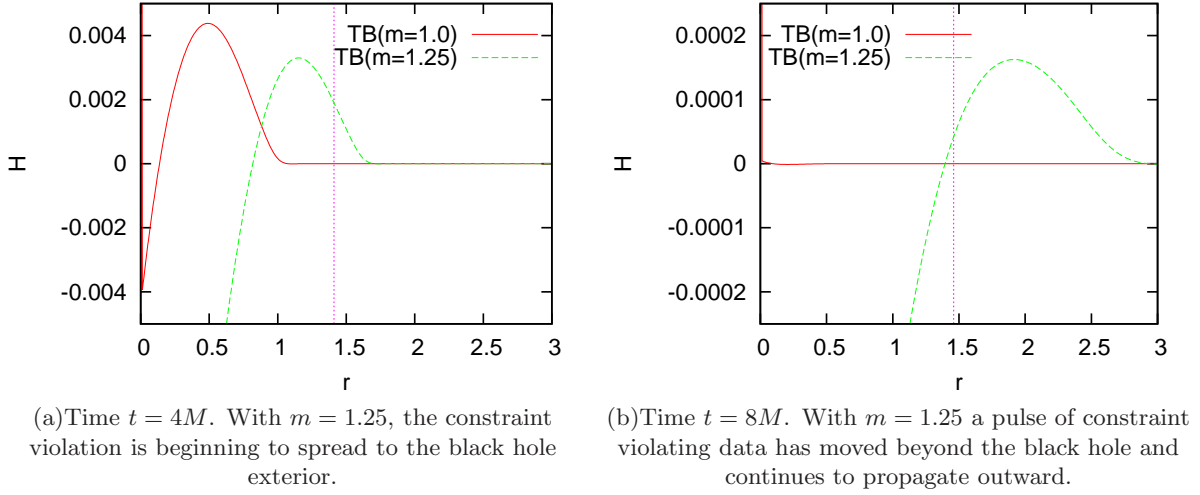 0.004
0.002
0
-0.002
-0.004
H
TB(m=1.0)
TB(m=1.25)
0 0.5 1 1.5 2 2.5 3
r
(a)Time t = 4M. With m = 1.25, the constraint
violation is beginning to spread to the black hole
exterior.
0.0002
0.0001
0
-0.0001
-0.0002
H
TB(m=1.0)
TB(m=1.25)
0 0.5 1 1.5 2 2.5 3
r
(b)Time t = 8M. With m = 1.25 a pulse of constraint
violating data has moved beyond the black hole and
continues to propagate outward.